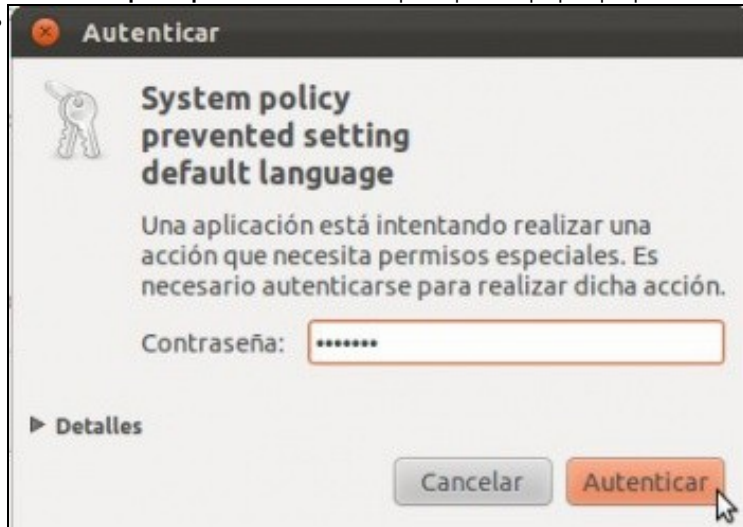 Autenticar
System policy
prevented setting
default language
Una aplicación está intentando realizar una
acción que necesita permisos especiales. Es
necesario autenticarse para realizar dicha acción.
Contraseña: •••••••
Detalles
Cancelar Autenticar